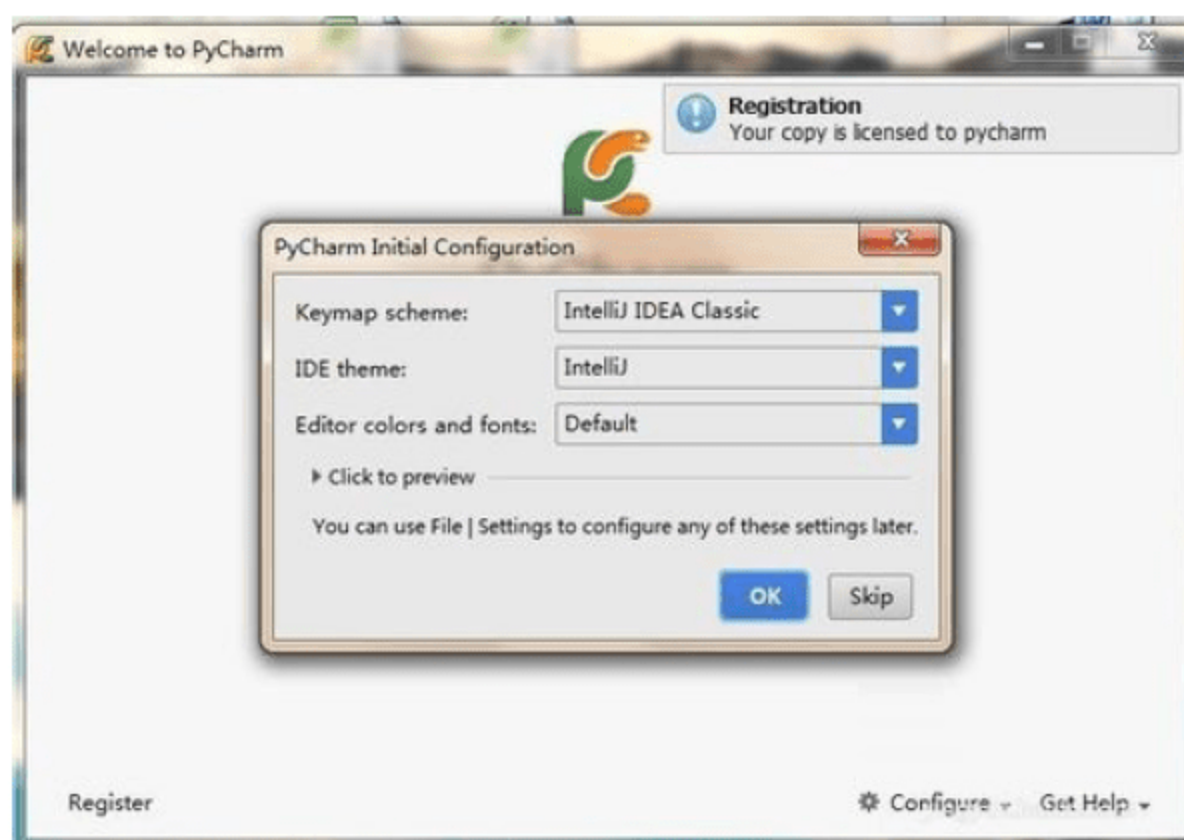 Welcome to PyCharm
Registration
Your copy is licensed to pycharm
PyCharm Initial Configuration
Keymap scheme: IntelliJ IDEA Classic
IDE theme: IntelliJ
Editor colors and fonts: Default
Click to preview
You can use File | Settings to configure any of these settings later.
OK Skip
Register Configure Get Help